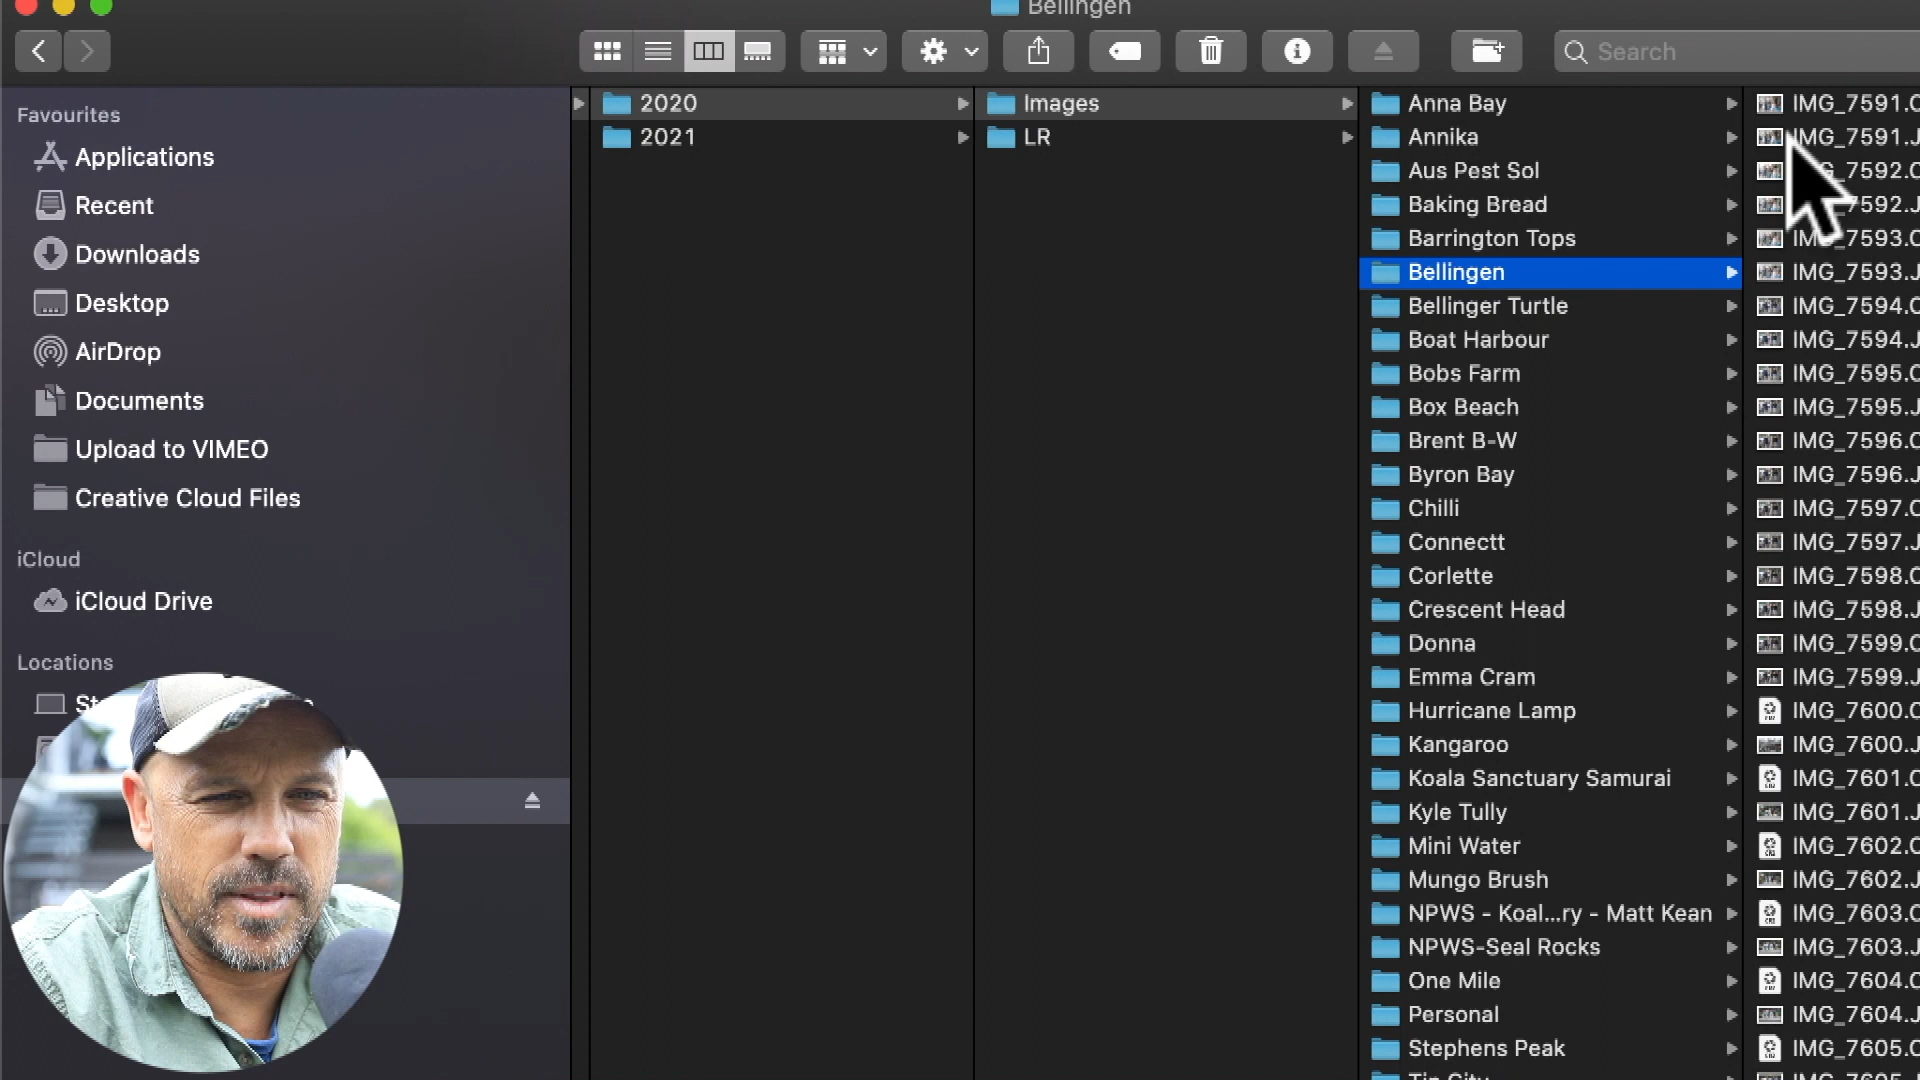 Bellingen
Search
Favourites
Applications
Recent
Downloads
Desktop
AirDrop
Documents
Upload to VIMEO
Creative Cloud Files
iCloud
iCloud Drive
Locations
2020
2021
Images
LR
Anna Bay
Annika
Aus Pest Sol
Baking Bread
Barrington Tops
Bellingen
Bellinger Turtle
Boat Harbour
Bobs Farm
Box Beach
Brent B-W
Byron Bay
Chilli
Connectt
Corlette
Crescent Head
Donna
Emma Cram
Hurricane Lamp
Kangaroo
Koala Sanctuary Samurai
Kyle Tully
Mini Water
Mungo Brush
NPWS - Koal...ry - Matt Kean
NPWS-Seal Rocks
One Mile
Personal
Stephens Peak
IMG_7591.C
IMG_7591.J
7592.C
7592.J
IMG_7593.C
IMG_7593.J
IMG_7594.C
IMG_7594.J
IMG_7595.C
IMG_7595.J
IMG_7596.C
IMG_7596.J
IMG_7597.C
IMG_7597.J
IMG_7598.C
IMG_7598.J
IMG_7599.C
IMG_7599.J
IMG_7600.C
IMG_7600.J
IMG_7601.C
IMG_7601.J
IMG_7602.C
IMG_7602.J
IMG_7603.C
IMG_7603.J
IMG_7604.C
IMG_7604.J
IMG_7605.C